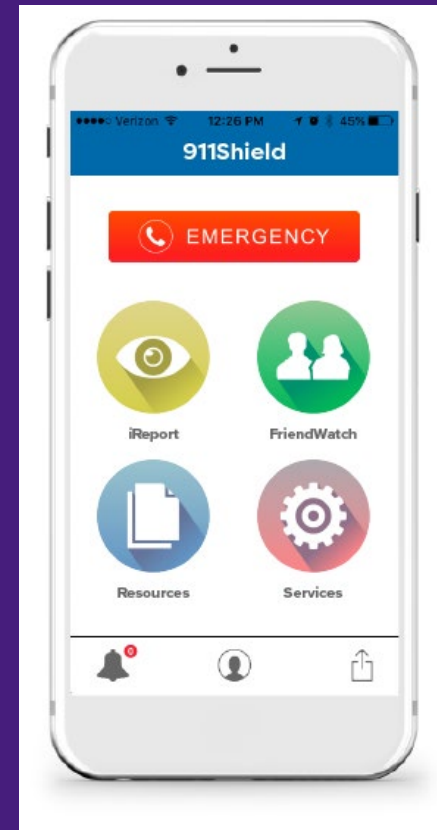 Verizon 12:26 PM 45%
911Shield
EMERGENCY
iReport FriendWatch
Resources Services
0